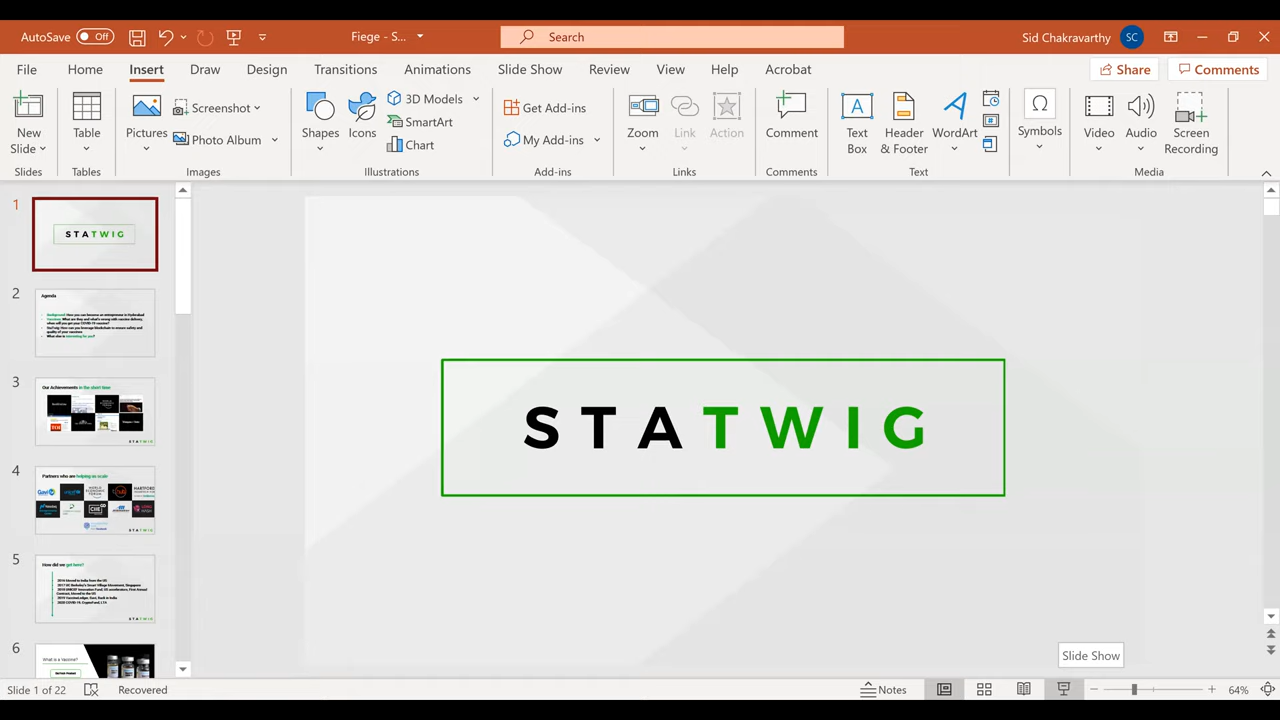 AutoSave Off
Fiege - S...
Search
Sid Chakravarthy SC
File Home Insert Draw Design Transitions Animations Slide Show Review View Help Acrobat Share Comments
New Slide
Slides
Table
Tables
Pictures
Screenshot
Photo Album
Images
Shapes
Icons
3D Models
SmartArt
Chart
Illustrations
Get Add-ins
My Add-ins
Add-ins
Zoom
Link
Action
Links
Comment
Comments
Text Box
Header & Footer
WordArt
Text
Symbols
Video
Audio
Screen Recording
Media
1
STATWIG
2
Agenda
3
Our Achievements in the short time
STATWIG
4
Partners who are helping us scale
STATWIG
5
How did we get here?
STATWIG
6
What is a Vaccine?
STATWIG
Slide Show
Slide 1 of 22
Recovered
Notes
64%